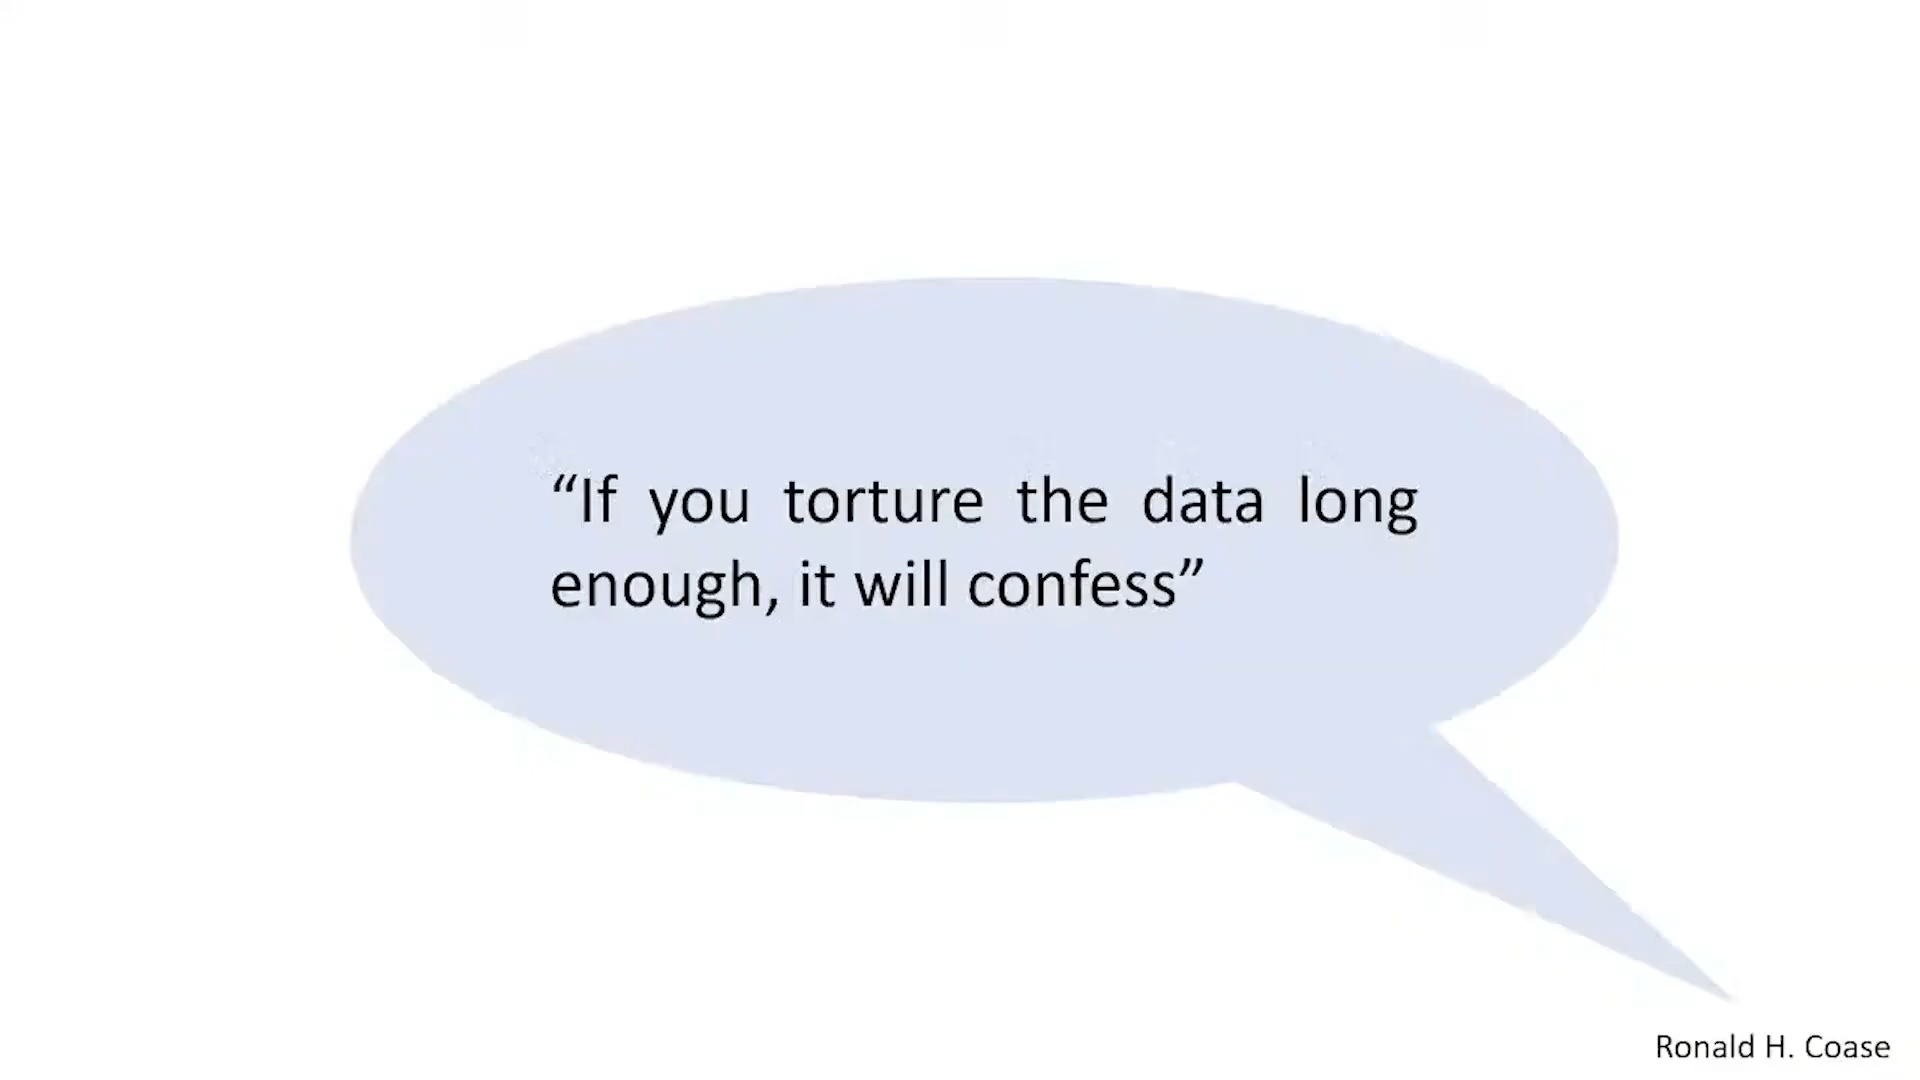 “If you torture the data long
enough, it will confess”
Ronald H. Coase